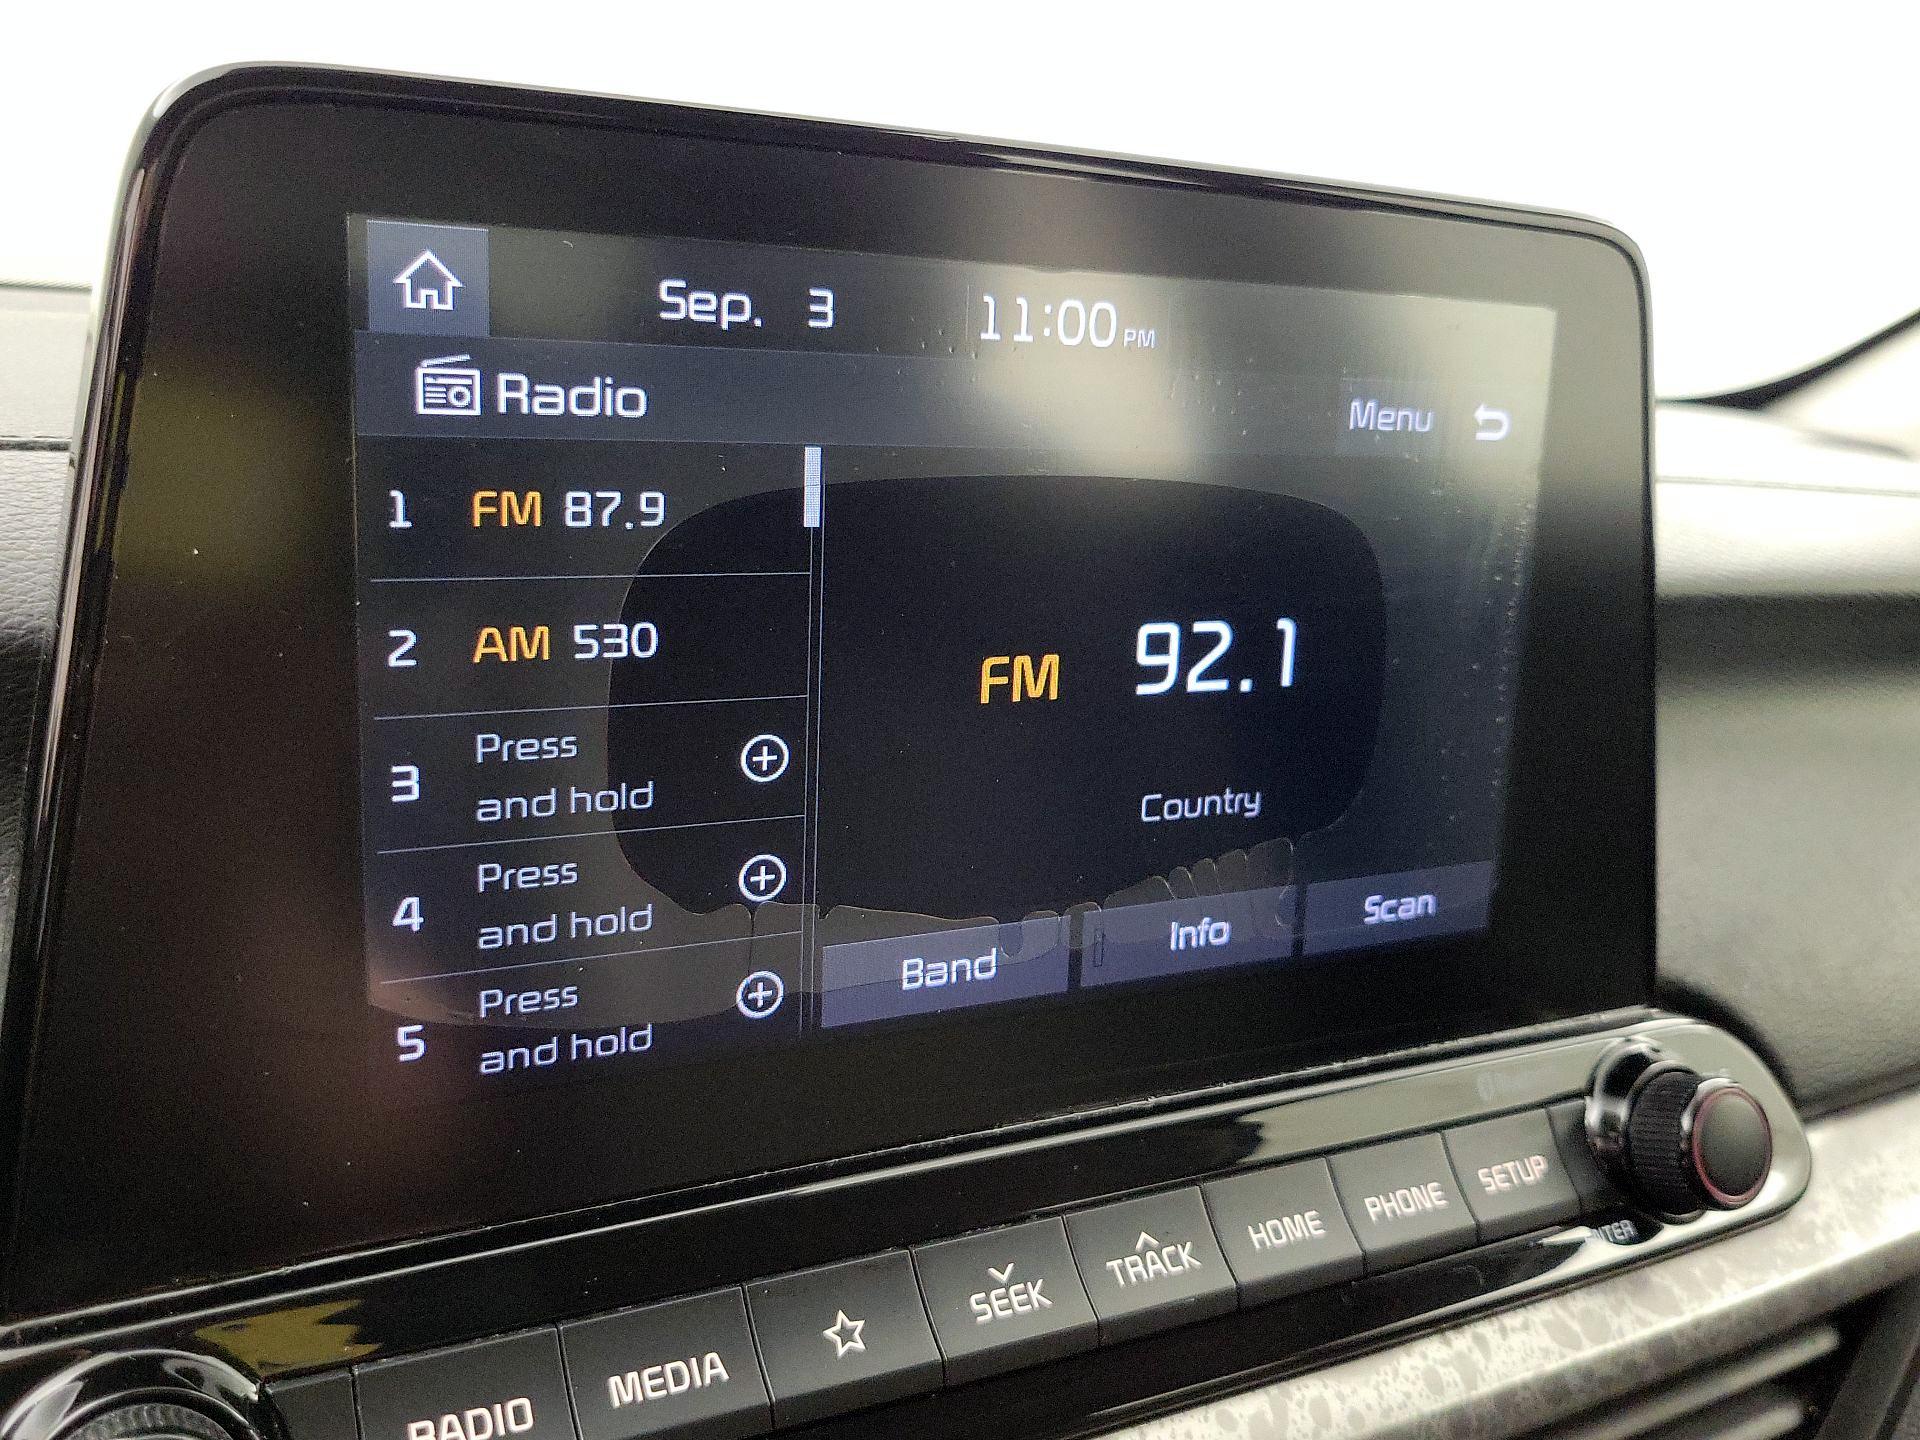 Sep. 3 11:00 PM
Radio
Menu
1 FM 87.9
2 AM 530
3 Press
and hold
4 Press
and hold
5 Press
and hold
FM 92.1
Country
Band Info Scan
RADIO MEDIA SEEK TRACK HOME PHONE SETUP